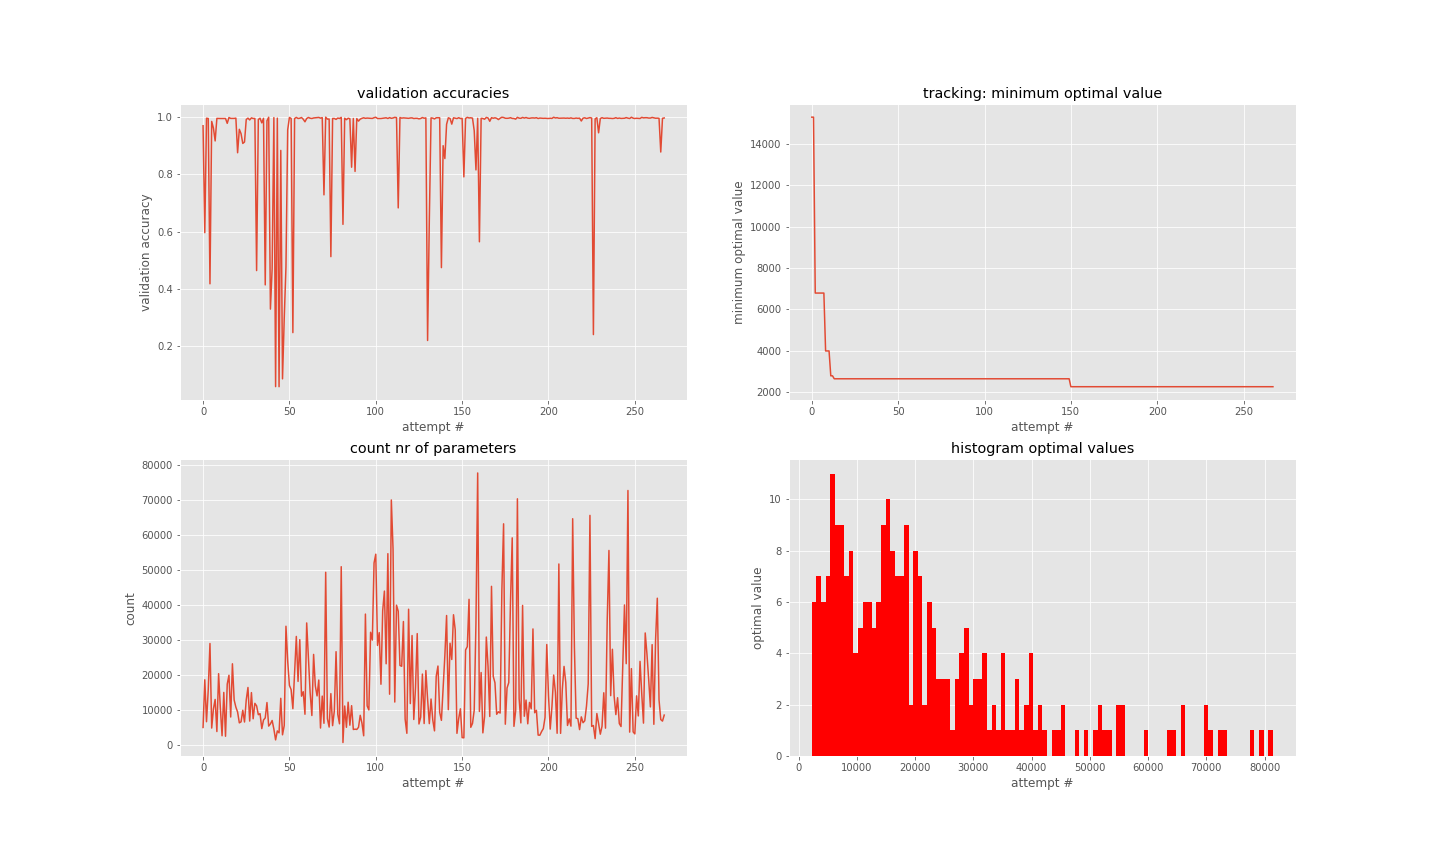 validation accuracies
1.0
0.8
0.6
0.4
0.2
validation accuracy
0 50 100 150 200 250
attempt #
tracking: minimum optimal value
14000
12000
10000
8000
6000
4000
2000
minimum optimal value
0 50 100 150 200 250
attempt #
count nr of parameters
80000
70000
60000
50000
40000
30000
20000
10000
0
count
0 50 100 150 200 250
attempt #
histogram optimal values
10
8
6
4
2
0
optimal value
0 10000 20000 30000 40000 50000 60000 70000 80000
attempt #